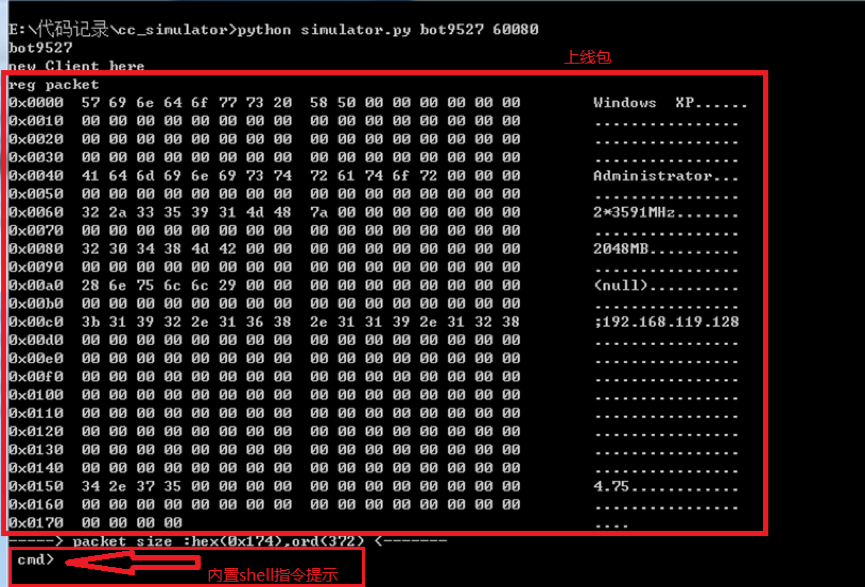 E:\代码记录\cc_simulator>python simulator.py bot9527 60080
bot9527
上线包
new Client here
reg packet
0x0000 57 69 6e 64 6f 77 73 20 58 50 00 00 00 00 00 00 Windows XP......
0x0010 00 00 00 00 00 00 00 00 00 00 00 00 00 00 00 00 ................
0x0020 00 00 00 00 00 00 00 00 00 00 00 00 00 00 00 00 ................
0x0030 00 00 00 00 00 00 00 00 00 00 00 00 00 00 00 00 ................
0x0040 41 64 6d 69 6e 69 73 74 72 61 74 6f 72 00 00 00 Administrator...
0x0050 00 00 00 00 00 00 00 00 00 00 00 00 00 00 00 00 ................
0x0060 32 2a 33 35 39 31 4d 48 7a 00 00 00 00 00 00 00 2*3591MHz.......
0x0070 00 00 00 00 00 00 00 00 00 00 00 00 00 00 00 00 ................
0x0080 32 30 34 38 4d 42 00 00 00 00 00 00 00 00 00 00 2048MB..........
0x0090 00 00 00 00 00 00 00 00 00 00 00 00 00 00 00 00 ................
0x00a0 28 6e 75 6c 6c 29 00 00 00 00 00 00 00 00 00 00 (null)..........
0x00b0 00 00 00 00 00 00 00 00 00 00 00 00 00 00 00 00 ................
0x00c0 3b 31 39 32 2e 31 36 38 2e 31 31 39 2e 31 32 38 ;192.168.119.128
0x00d0 00 00 00 00 00 00 00 00 00 00 00 00 00 00 00 00 ................
0x00e0 00 00 00 00 00 00 00 00 00 00 00 00 00 00 00 00 ................
0x00f0 00 00 00 00 00 00 00 00 00 00 00 00 00 00 00 00 ................
0x0100 00 00 00 00 00 00 00 00 00 00 00 00 00 00 00 00 ................
0x0110 00 00 00 00 00 00 00 00 00 00 00 00 00 00 00 00 ................
0x0120 00 00 00 00 00 00 00 00 00 00 00 00 00 00 00 00 ................
0x0130 00 00 00 00 00 00 00 00 00 00 00 00 00 00 00 00 ................
0x0140 00 00 00 00 00 00 00 00 00 00 00 00 00 00 00 00 ................
0x0150 34 2e 37 35 00 00 00 00 00 00 00 00 00 00 00 00 4.75............
0x0160 00 00 00 00 00 00 00 00 00 00 00 00 00 00 00 00 ................
0x0170 00 00 00 00 ....
-----> packet size :hex(0x174),ord(372) <-------
cmd>
内置shell指令提示